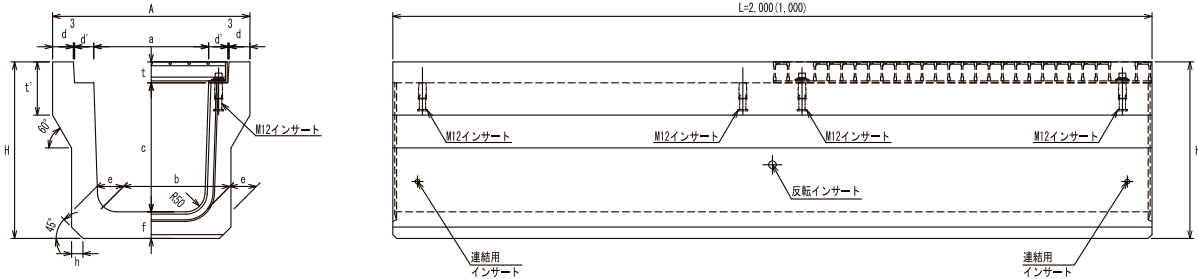 A
3
3
d
d'
a
d'
d
t
t'
M12インサート
60°
H
c
e
b
e
R50
45°
f
h
L=2,000(1,000)
M12インサート
M12インサート
M12インサート
M12インサート
H
反転インサート
連結用
インサート
連結用
インサート